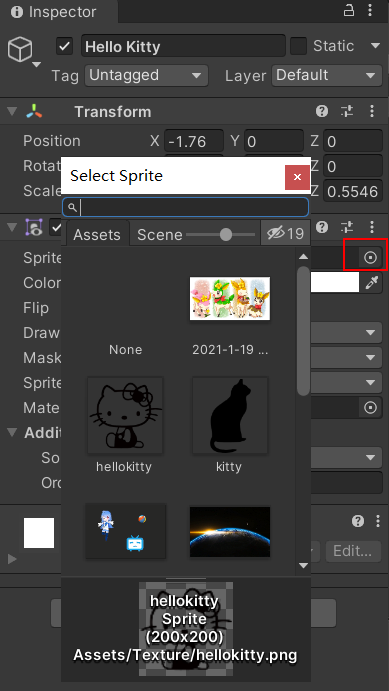 Inspector
Hello Kitty
Static
Tag Untagged Layer Default
Transform
Position X -1.76 Y 0 Z 0
Rotat Z 0
Scale Z 0.5546
Select Sprite
Assets Scene 19
Sprite
Color
Flip
Draw
Mask
Sprite
Mate
Addit
So
Ord
None
2021-1-19 ...
hellokitty
kitty
Edit...
hellokitty
Sprite
(200x200)
Assets/Texture/hellokitty.png